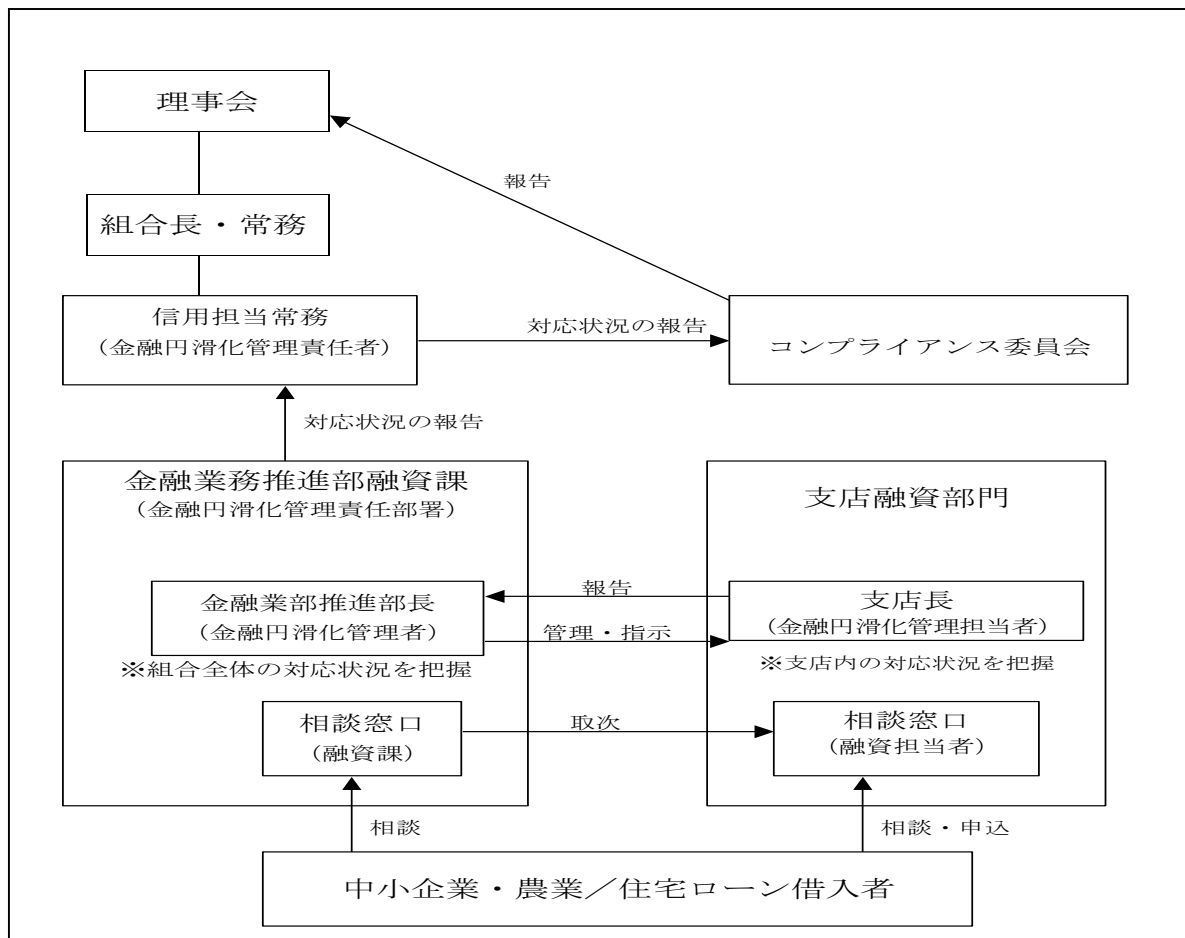 理事会
報告
組合長・常務
信用担当常務
(金融円滑化管理責任者)
対応状況の報告
コンプライアンス委員会
対応状況の報告
金融業務推進部融資課
(金融円滑化管理責任部署)
支店融資部門
金融業部推進部長
(金融円滑化管理者)
※組合全体の対応状況を把握
報告
管理・指示
支店長
(金融円滑化管理担当者)
※支店内の対応状況を把握
相談窓口
(融資課)
取次
相談窓口
(融資担当者)
相談
相談・申込
中小企業・農業／住宅ローン借入者